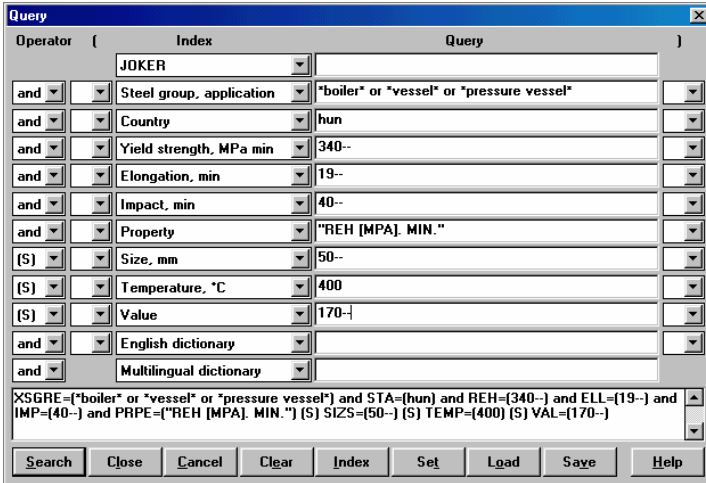 Query
Operator ( Index Query )
JOKER
and Steel group, application *boiler* or *vessel* or *pressure vessel*
and Country hun
and Yield strength, MPa min 340--
and Elongation, min 19--
and Impact, min 40--
and Property "REH [MPA]. MIN."
(S) Size, mm 50--
(S) Temperature, °C 400
(S) Value 170--
and English dictionary
and Multilingual dictionary
XSGRE=(*boiler* or *vessel* or *pressure vessel*) and STA=(hun) and REH=(340--) and ELL=(19--) and
IMP=(40--) and PRPE=("REH [MPA]. MIN.") (S) SIZS=(50--) (S) TEMP=(400) (S) VAL=(170--)
Search Close Cancel Clear Index Set Load Save Help